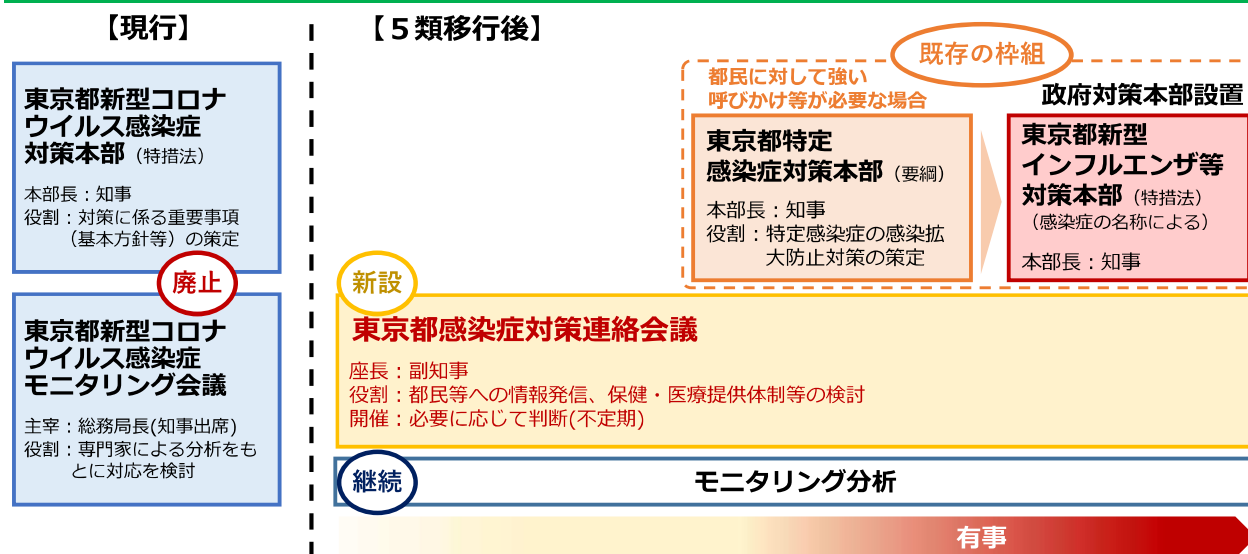 【現行】
東京都新型コロナ
ウイルス感染症
対策本部（特措法）
本部長：知事
役割：対策に係る重要事項
（基本方針等）の策定
廃止
東京都新型コロナ
ウイルス感染症
モニタリング会議
主宰：総務局長(知事出席)
役割：専門家による分析をも
とに対応を検討
【５類移行後】
既存の枠組
都民に対して強い
呼びかけ等が必要な場合
東京都特定
感染症対策本部（要綱）
本部長：知事
役割：特定感染症の感染拡
大防止対策の策定
政府対策本部設置
東京都新型
インフルエンザ等
対策本部（特措法）
（感染症の名称による）
本部長：知事
新設
東京都感染症対策連絡会議
座長：副知事
役割：都民等への情報発信、保健・医療提供体制等の検討
開催：必要に応じて判断(不定期)
継続
モニタリング分析
有事